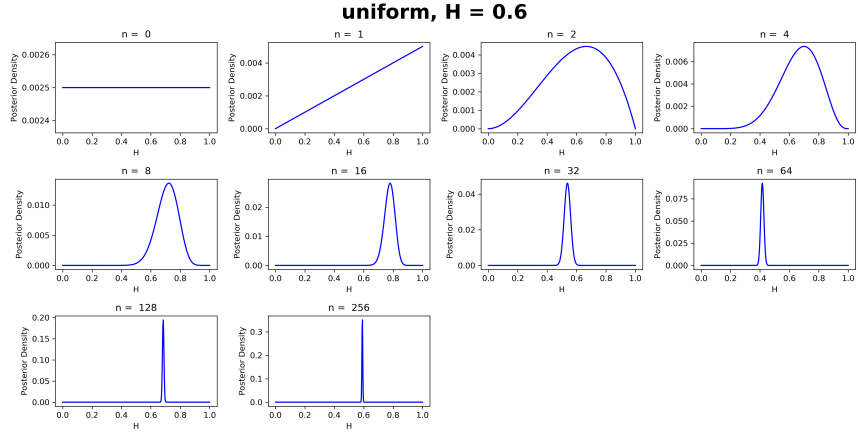 uniform, H = 0.6
n = 0
n = 1
n = 2
n = 4
Posterior Density
0.0026
0.0025
0.0024
0.0 0.2 0.4 0.6 0.8 1.0
H
Posterior Density
0.004
0.002
0.000
0.0 0.2 0.4 0.6 0.8 1.0
H
Posterior Density
0.004
0.003
0.002
0.001
0.000
0.0 0.2 0.4 0.6 0.8 1.0
H
Posterior Density
0.006
0.004
0.002
0.000
0.0 0.2 0.4 0.6 0.8 1.0
H
n = 8
n = 16
n = 32
n = 64
Posterior Density
0.010
0.005
0.000
0.0 0.2 0.4 0.6 0.8 1.0
H
Posterior Density
0.02
0.01
0.00
0.0 0.2 0.4 0.6 0.8 1.0
H
Posterior Density
0.04
0.02
0.00
0.0 0.2 0.4 0.6 0.8 1.0
H
Posterior Density
0.075
0.050
0.025
0.000
0.0 0.2 0.4 0.6 0.8 1.0
H
n = 128
n = 256
Posterior Density
0.20
0.15
0.10
0.05
0.00
0.0 0.2 0.4 0.6 0.8 1.0
H
Posterior Density
0.3
0.2
0.1
0.0
0.0 0.2 0.4 0.6 0.8 1.0
H